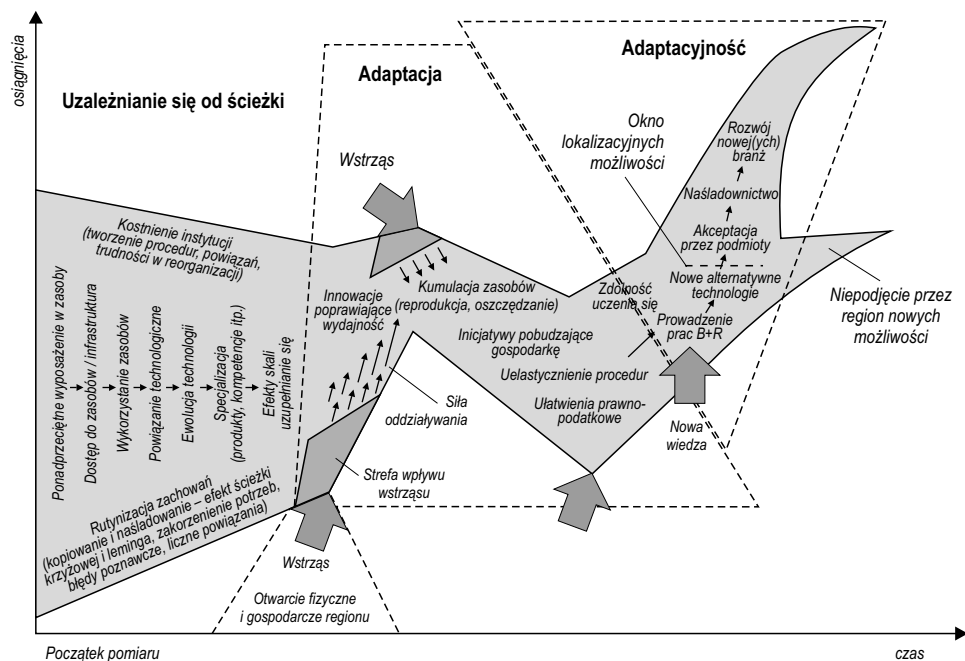 osiągnięcia
Uzależnianie się od ścieżki
Adaptacja
Adaptacyjność
Wstrząs
Okno
lokalizacyjnych
możliwości
Rozwój
nowej(ych)
branż
Naśladownictwo
Akceptacja
przez podmioty
Nowe alternatywne
technologie
Prowadzenie
prac B+R
Kostnienie instytucji
(tworzenie procedur, powiązań,
trudności w reorganizacji)
Ponadprzeciętne wyposażenie w zasoby
Dostęp do zasobów / infrastruktura
Wykorzystanie zasobów
Powiązanie technologiczne
Ewolucja technologii
Specjalizacja
(produkty, kompetencje itp.)
Efekty skali
uzupełnianie się
Innowacje
poprawiające
wydajność
Kumulacja zasobów
(reprodukcja, oszczędzanie)
Zdolność
uczenia się
Inicjatywy pobudzające
gospodarkę
Uelastycznienie procedur
Ułatwienia prawno-
podatkowe
Niepodjęcie przez
region nowych
możliwości
Siła
oddziaływania
Nowa
wiedza
Strefa wpływu
wstrząsu
Rutynizacja zachowań
(kopiowanie i naśladowanie – efekt ścieżki
krzyżowej i leminga, zakorzenienie potrzeb,
błędy poznawcze, liczne powiązania)
Wstrząs
Otwarcie fizyczne
i gospodarcze regionu
Początek pomiaru
czas